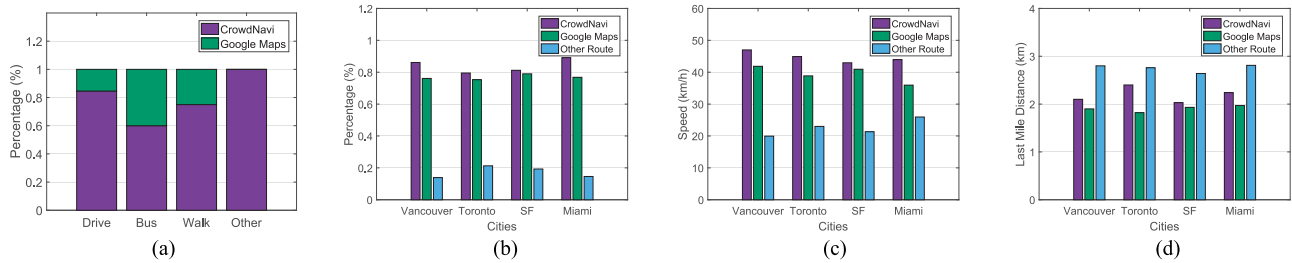 CrowdNavi
Google Maps
Percentage (%)
1.2
1
0.8
0.6
0.4
0.2
0
Drive Bus Walk Other
(a)
CrowdNavi
Google Maps
Other Route
Percentage (%)
1.2
1
0,8
0,6
0,4
0,2
0
Vancouver Toronto SF Miami
Cities
(b)
CrowdNavi
Google Maps
Other Route
Speed (km/h)
60
50
40
30
20
10
0
Vancouver Toronto SF Miami
Cities
(c)
CrowdNavi
Google Maps
Other Route
Last Mile Distance (km)
4
3
2
1
0
Vancouver Toronto SF Miami
Cities
(d)